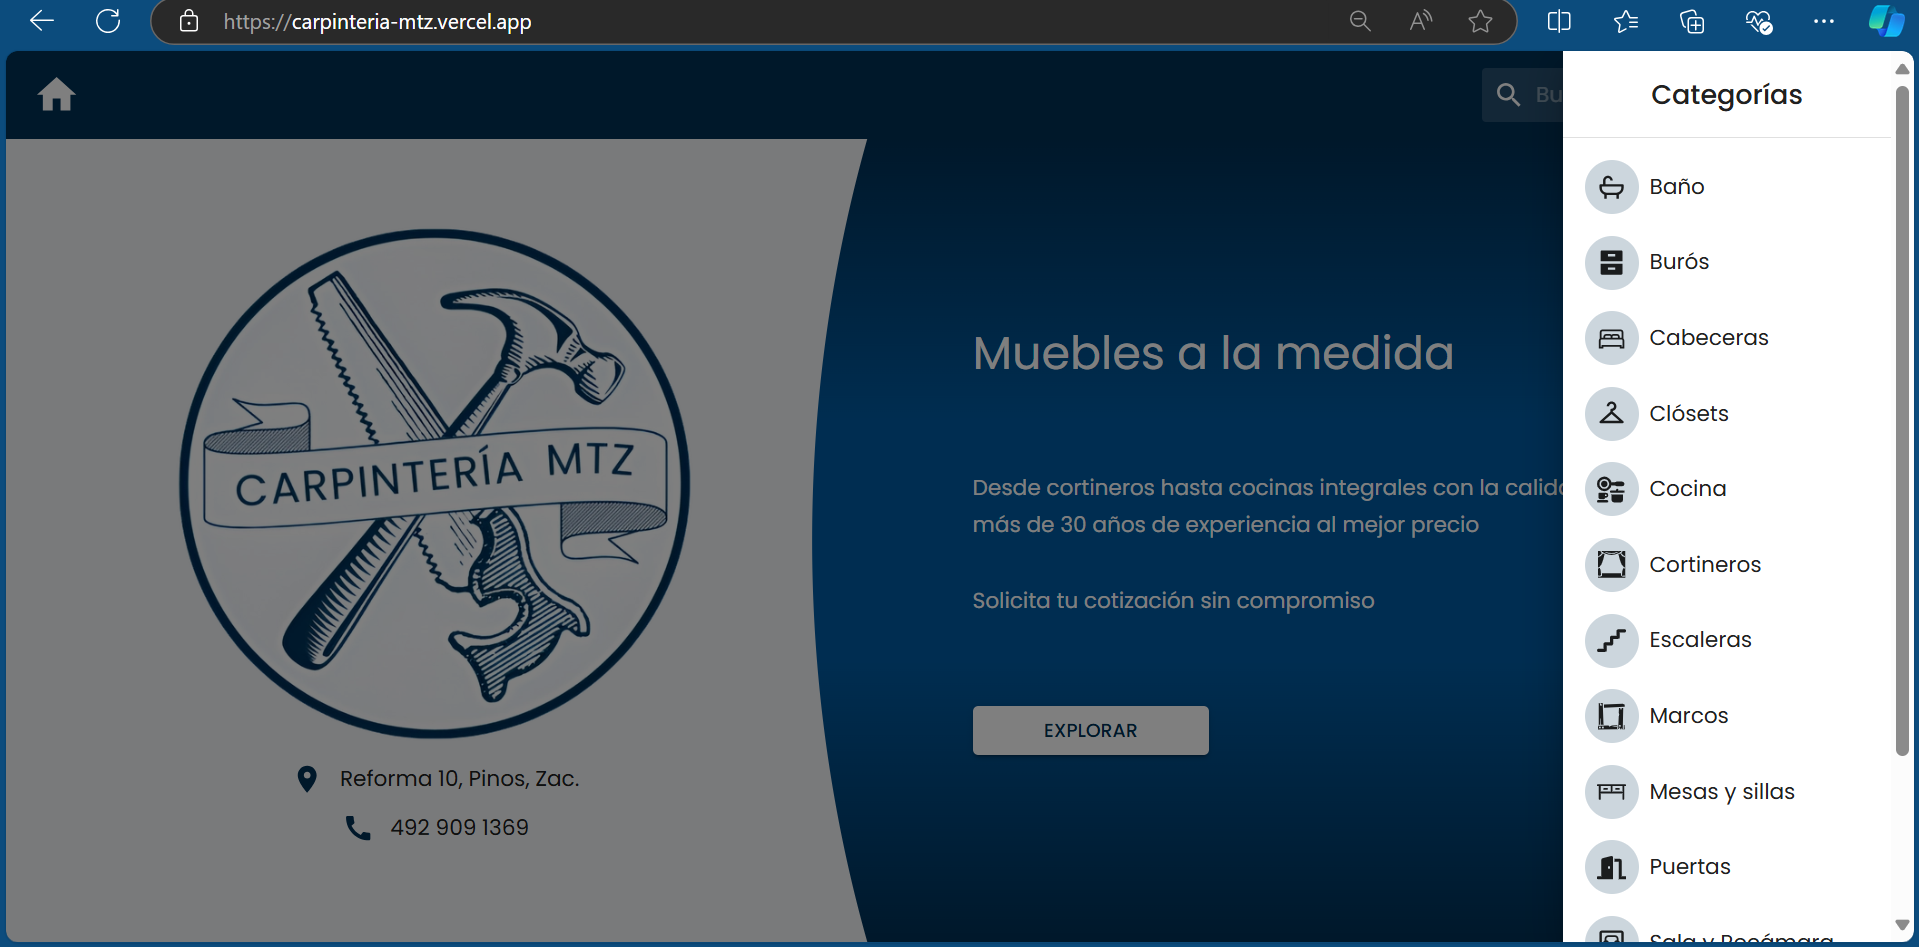 https://carpinteria-mtz.vercel.app
Bu
Categorías
CARPINTERÍA MTZ
Reforma 10, Pinos, Zac.
492 909 1369
Muebles a la medida
Desde cortineros hasta cocinas integrales con la calid
más de 30 años de experiencia al mejor precio
Solicita tu cotización sin compromiso
EXPLORAR
Baño
Burós
Cabeceras
Clósets
Cocina
Cortineros
Escaleras
Marcos
Mesas y sillas
Puertas
Sala y Recámara